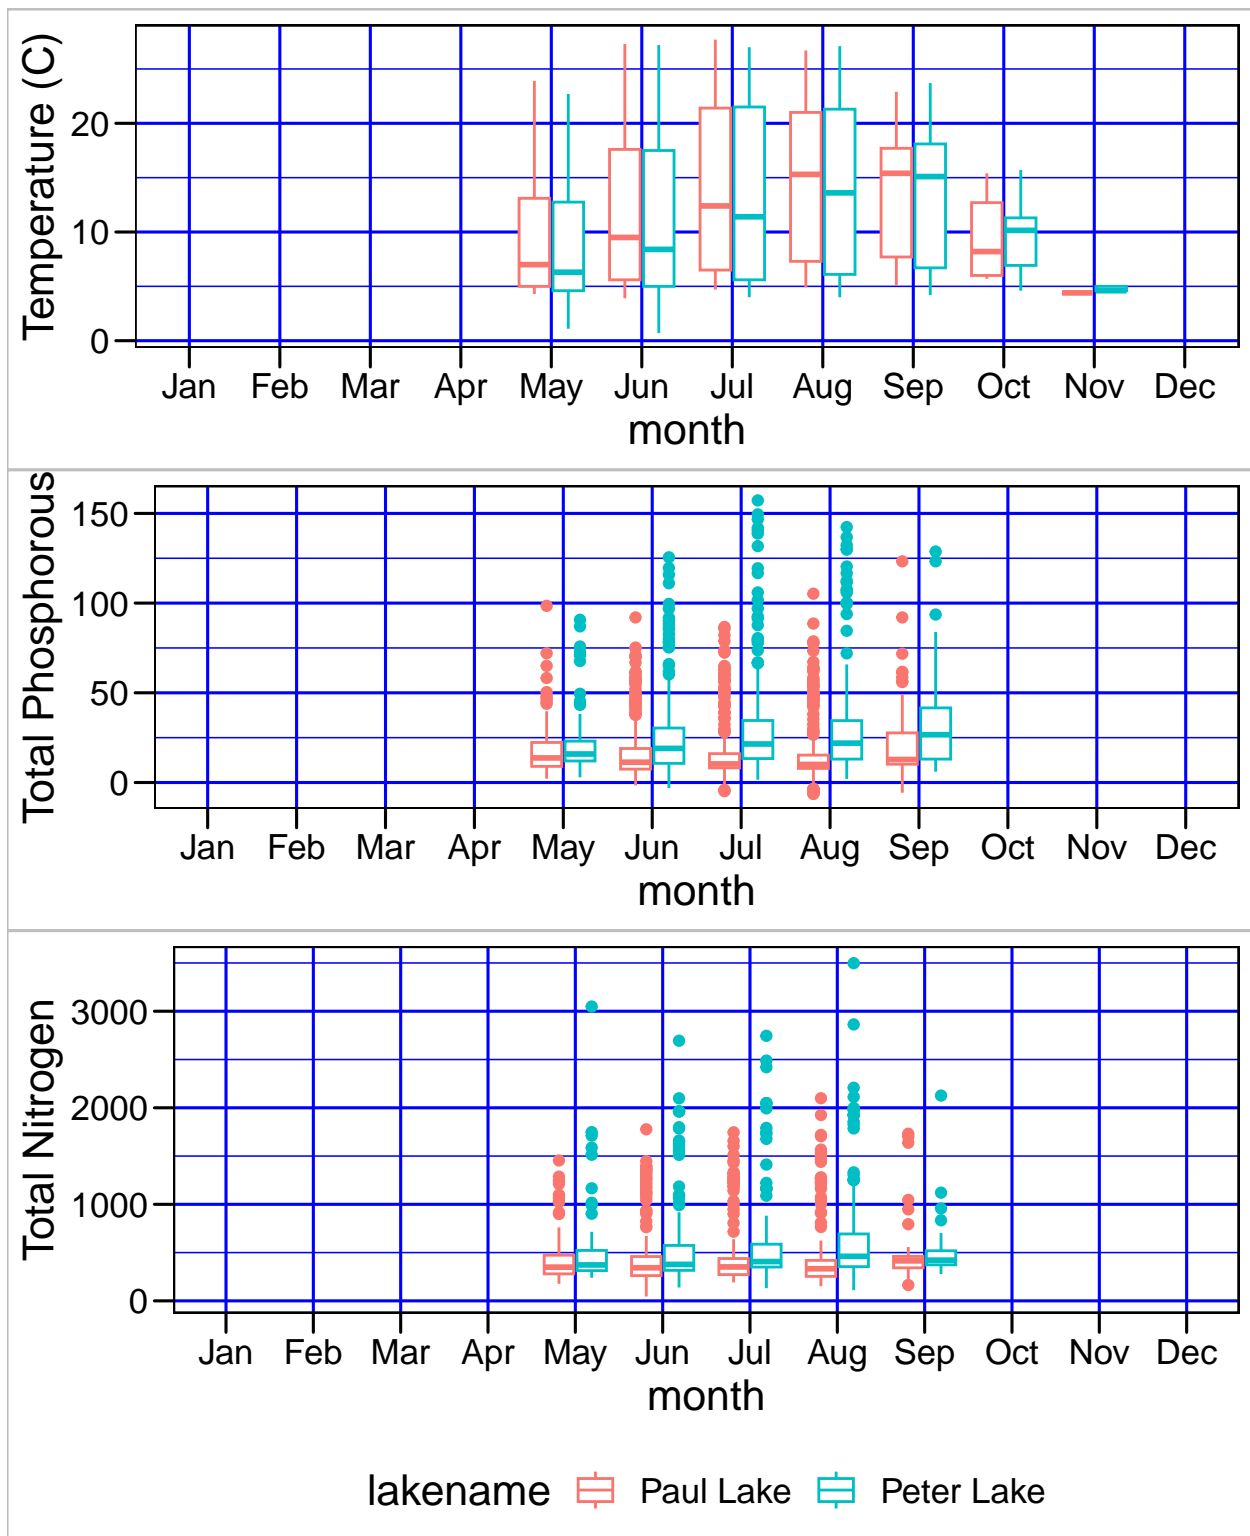 Temperature (C)
20
10
0
Jan Feb Mar Apr May Jun Jul Aug Sep Oct Nov Dec
month
Total Phosphorous
150
100
50
0
Jan Feb Mar Apr May Jun Jul Aug Sep Oct Nov Dec
month
Total Nitrogen
3000
2000
1000
0
Jan Feb Mar Apr May Jun Jul Aug Sep Oct Nov Dec
month
lakename Paul Lake Peter Lake